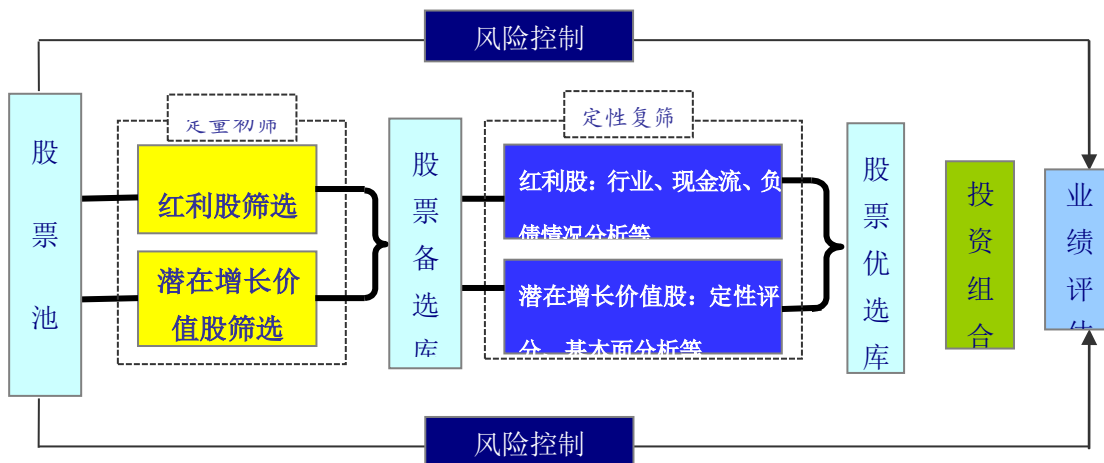 风险控制
股票池
定量初筛
红利股筛选
潜在增长价
值股筛选
股票备选库
定性复筛
红利股：行业、现金流、负
债情况分析等
潜在增长价值股：定性评
分、基本面分析等
股票优选库
投资组合
业绩评估
风险控制